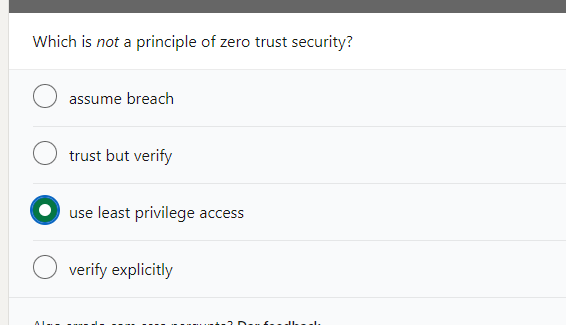 Which is not a principle of zero trust security?
assume breach
trust but verify
use least privilege access
verify explicitly